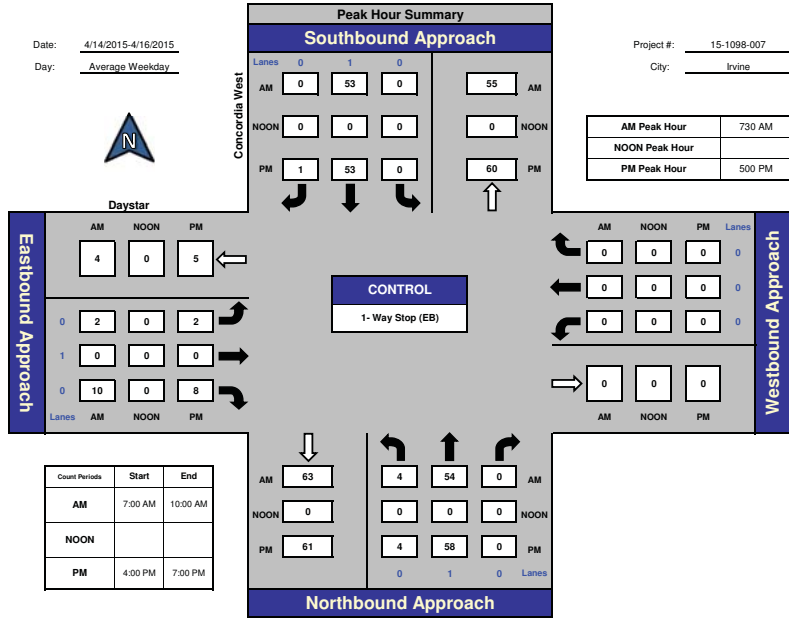 Peak Hour Summary
Southbound Approach
Date: 4/14/2015-4/16/2015
Day: Average Weekday
Project #: 15-1098-007
City: Irvine
N
Concordia West
Lanes 0 1 0
AM 0 53 0 55 AM
NOON 0 0 0 0 NOON
PM 1 53 0 60 PM
AM Peak Hour 730 AM
NOON Peak Hour
PM Peak Hour 500 PM
Daystar
Eastbound Approach
AM NOON PM
4 0 5
0 2 0 2
1 0 0 0
0 10 0 8
Lanes AM NOON PM
CONTROL
1- Way Stop (EB)
Westbound Approach
AM NOON PM Lanes
0 0 0 0
0 0 0 0
0 0 0 0
0 0 0
AM NOON PM
Count Periods Start End
AM 7:00 AM 10:00 AM
NOON
PM 4:00 PM 7:00 PM
AM 63 4 54 0 AM
NOON 0 0 0 0 NOON
PM 61 4 58 0 PM
0 1 0 Lanes
Northbound Approach